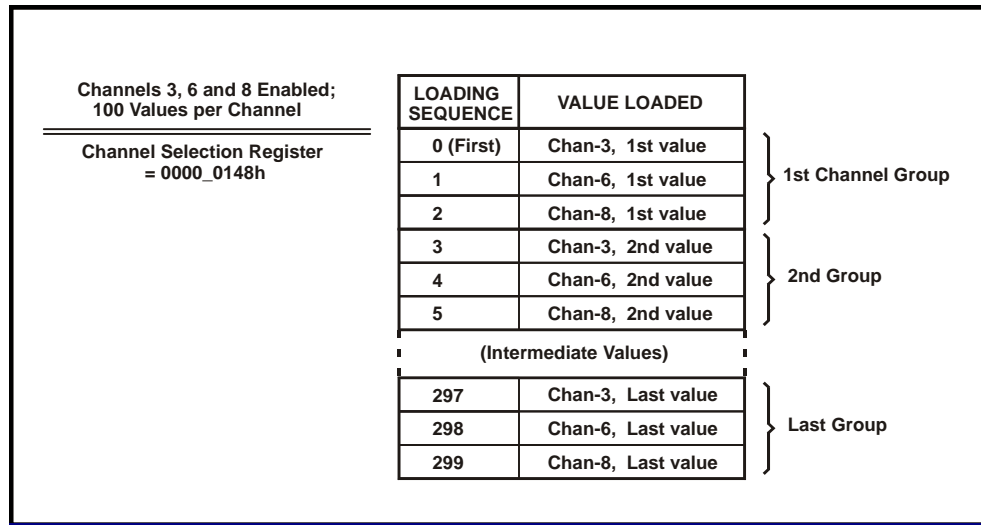 Channels 3, 6 and 8 Enabled;
100 Values per Channel
Channel Selection Register
= 0000_0148h
LOADING SEQUENCE VALUE LOADED
0 (First) Chan-3, 1st value
1 Chan-6, 1st value
2 Chan-8, 1st value
1st Channel Group
3 Chan-3, 2nd value
4 Chan-6, 2nd value
5 Chan-8, 2nd value
2nd Group
(Intermediate Values)
297 Chan-3, Last value
298 Chan-6, Last value
299 Chan-8, Last value
Last Group